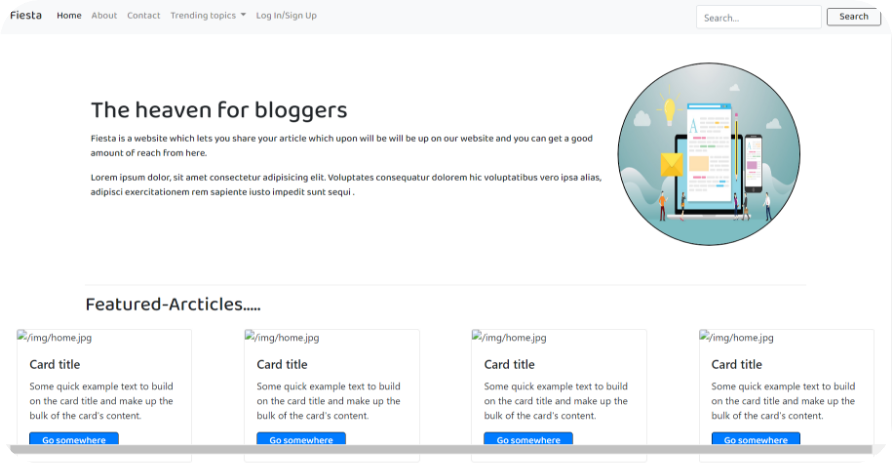 Fiesta Home About Contact Trending topics Log In/Sign Up Search... Search
The heaven for bloggers
Fiesta is a website which lets you share your article which upon will be will be up on our website and you can get a good
amount of reach from here.
Lorem ipsum dolor, sit amet consectetur adipisicing elit. Voluptates consequatur dolorem hic voluptatibus vero ipsa alias,
adipisci exercitationem rem sapiente iusto impedit sunt sequi .
A
Featured-Arcticles.....
/img/home.jpg
Card title
Some quick example text to build
on the card title and make up the
bulk of the card's content.
Go somewhere
/img/home.jpg
Card title
Some quick example text to build
on the card title and make up the
bulk of the card's content.
Go somewhere
/img/home.jpg
Card title
Some quick example text to build
on the card title and make up the
bulk of the card's content.
Go somewhere
/img/home.jpg
Card title
Some quick example text to build
on the card title and make up the
bulk of the card's content.
Go somewhere